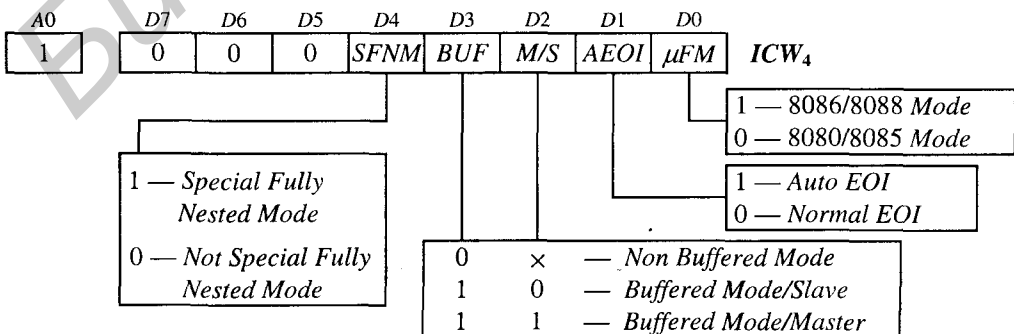 A0 D7 D6 D5 D4 D3 D2 D1 D0
1 0 0 0 SFNM BUF M/S AEOI μFM ICW₄
1 — 8086/8088 Mode
0 — 8080/8085 Mode
1 — Special Fully
Nested Mode
0 — Not Special Fully
Nested Mode
1 — Auto EOI
0 — Normal EOI
0 × — Non Buffered Mode
1 0 — Buffered Mode/Slave
1 1 — Buffered Mode/Master